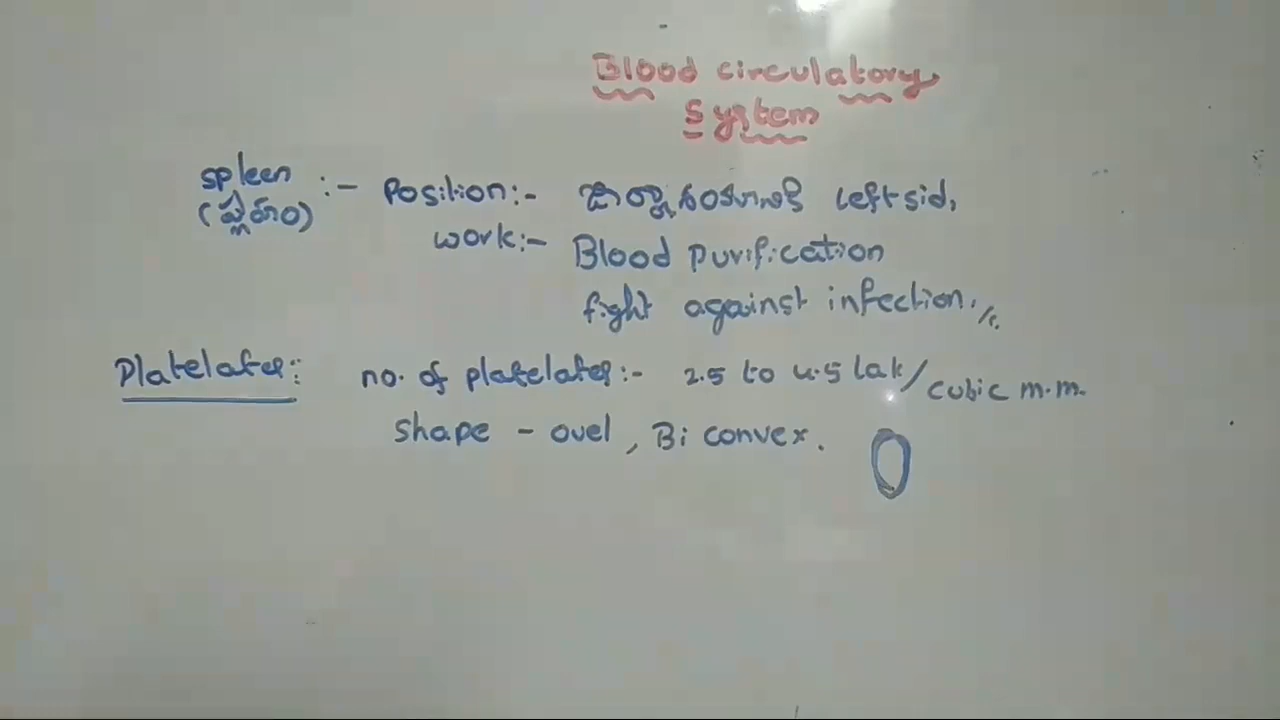 Blood circulatory
System
Spleen :- Position:- జీర్ణాశయానికి left sid,
(ప్లీహం)
work:- Blood purification
fight against infection.
Platelates: no. of platelates:- 2.5 to 4.5 lak/cubic m.m.
Shape - ovel, Bi convex.